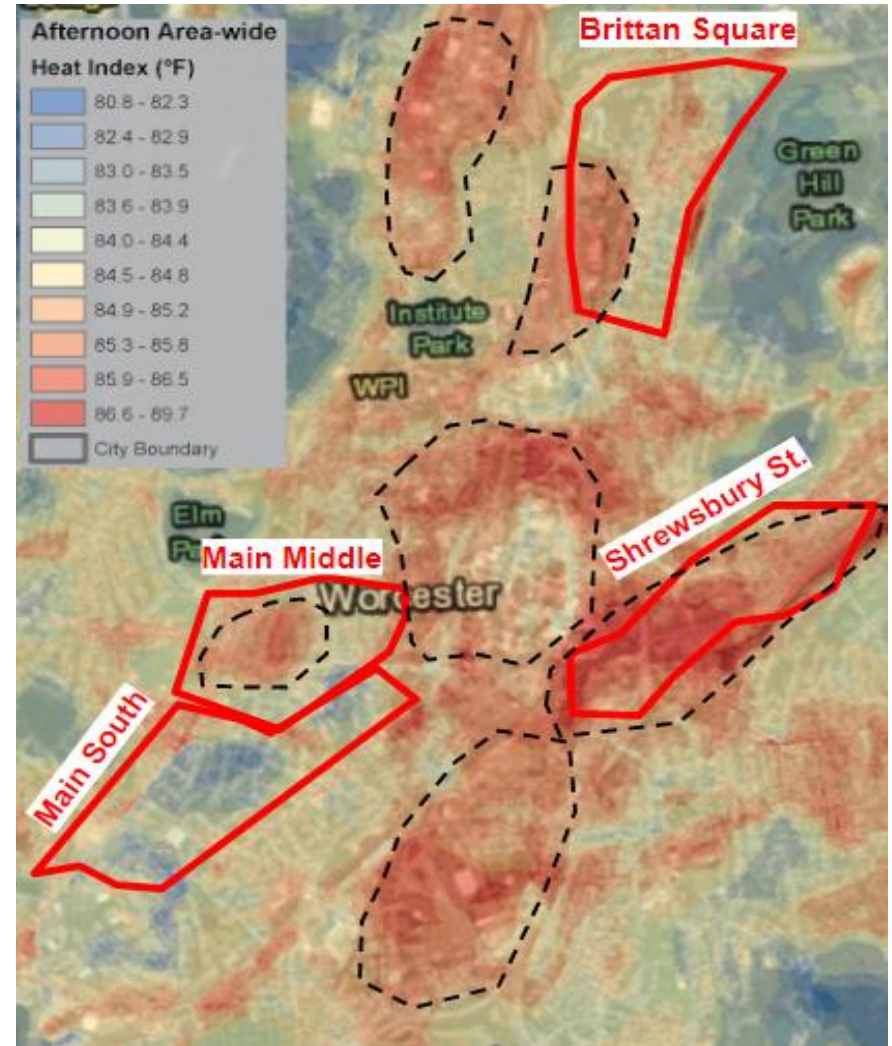 Afternoon Area-wide
Heat Index (°F)
80.8 - 82.3
82.4 - 82.9
83.0 - 83.5
83.6 - 83.9
84.0 - 84.4
84.5 - 84.8
84.9 - 85.2
85.3 - 85.8
85.9 - 86.5
86.6 - 89.7
City Boundary
Brittan Square
Green
Hill
Park
Institute
Park
WPI
Shrewsbury St.
Elm
Main Middle
Worcester
Main South